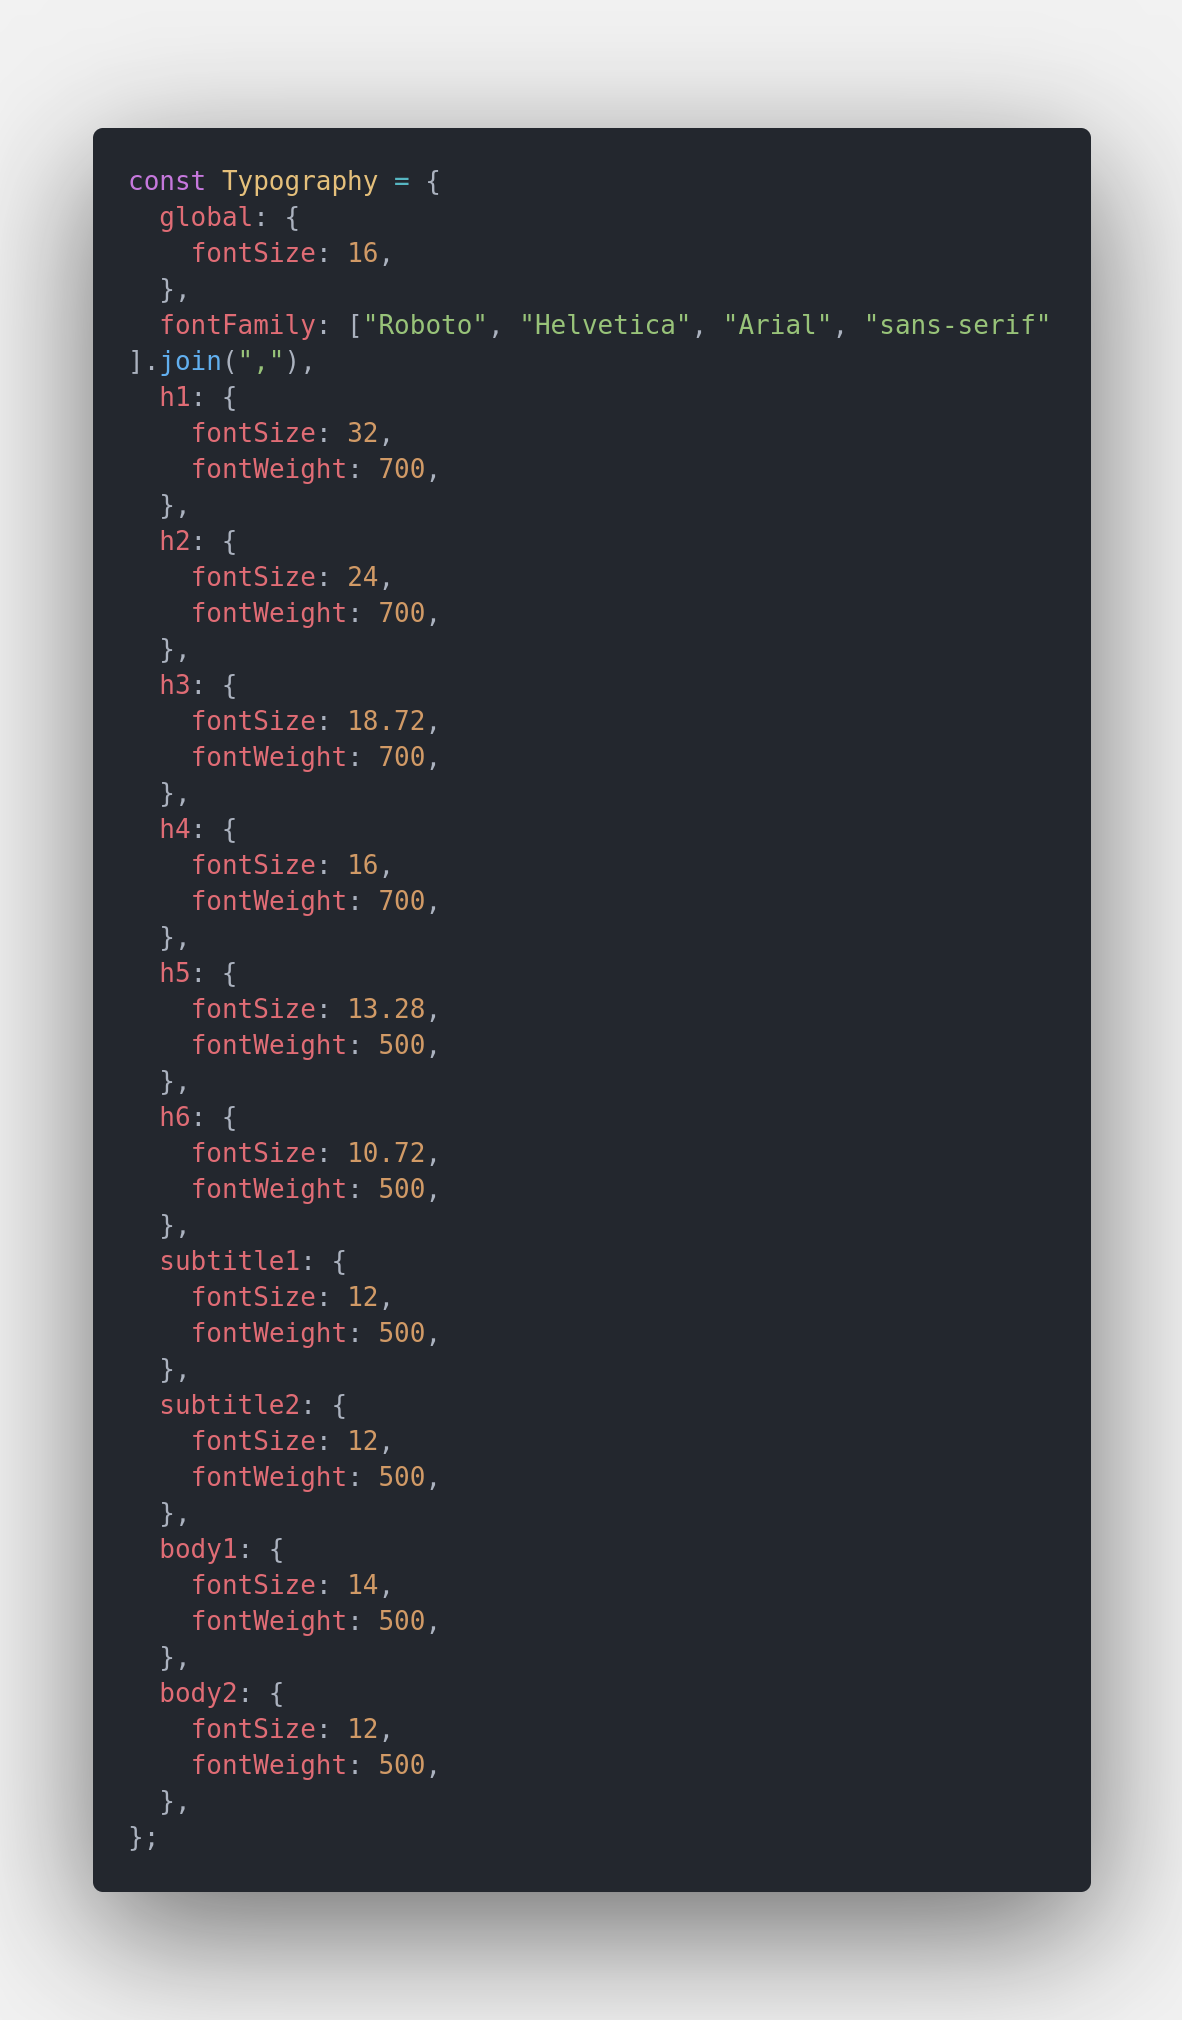 const Typography = {
  global: {
    fontSize: 16,
  },
  fontFamily: ["Roboto", "Helvetica", "Arial", "sans-serif"
].join(","),
  h1: {
    fontSize: 32,
    fontWeight: 700,
  },
  h2: {
    fontSize: 24,
    fontWeight: 700,
  },
  h3: {
    fontSize: 18.72,
    fontWeight: 700,
  },
  h4: {
    fontSize: 16,
    fontWeight: 700,
  },
  h5: {
    fontSize: 13.28,
    fontWeight: 500,
  },
  h6: {
    fontSize: 10.72,
    fontWeight: 500,
  },
  subtitle1: {
    fontSize: 12,
    fontWeight: 500,
  },
  subtitle2: {
    fontSize: 12,
    fontWeight: 500,
  },
  body1: {
    fontSize: 14,
    fontWeight: 500,
  },
  body2: {
    fontSize: 12,
    fontWeight: 500,
  },
};